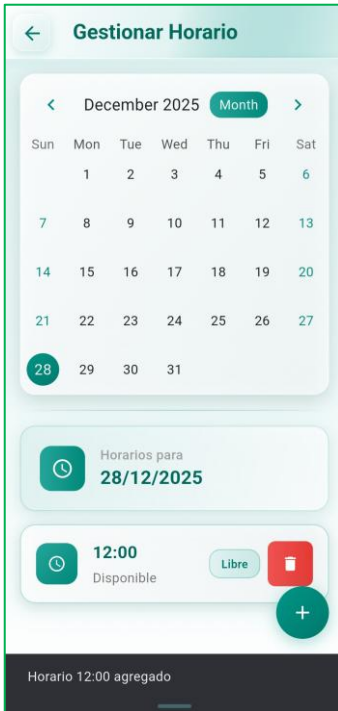 Gestionar Horario
December 2025 Month
Sun Mon Tue Wed Thu Fri Sat
1 2 3 4 5 6
7 8 9 10 11 12 13
14 15 16 17 18 19 20
21 22 23 24 25 26 27
28 29 30 31
Horarios para
28/12/2025
12:00
Disponible
Libre
Horario 12:00 agregado